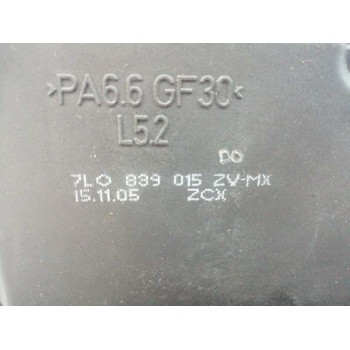 >PA6.6 GF30<
L5.2
DO
7L0 839 015 ZV-MX
15.11.05 ZCX